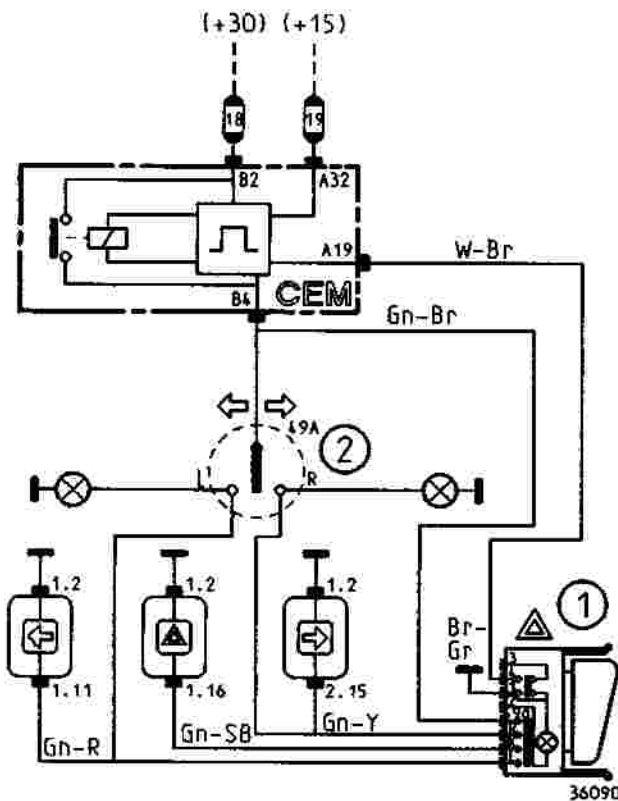 (+30) (+15)
18 19
B2 A32
A19
W-Br
B4 CEM
Gn-Br
49A
2
L R
1.2 1.2 1.2
1
Br-
Gr
3
1.11 1.16 2.15
Gn-R Gn-SB Gn-Y
36090